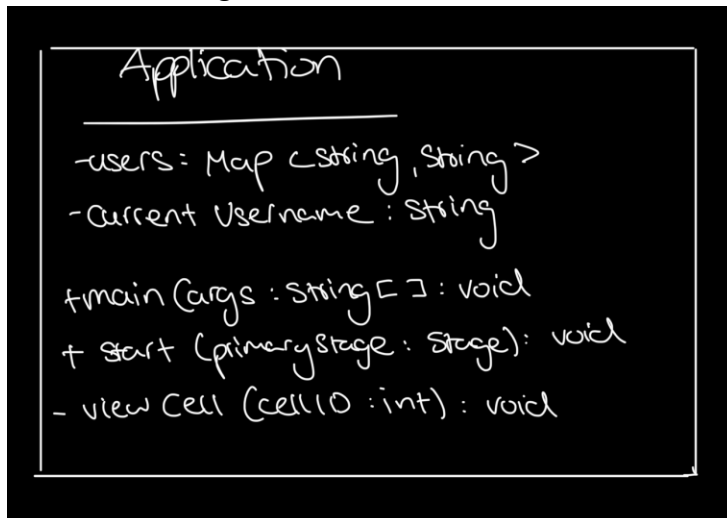 Application
-users: Map <string, String>
-current Username: String
+main (args: string[]: void
+ start (primaryStage: Stage): void
- view Cell (cellID: int): void